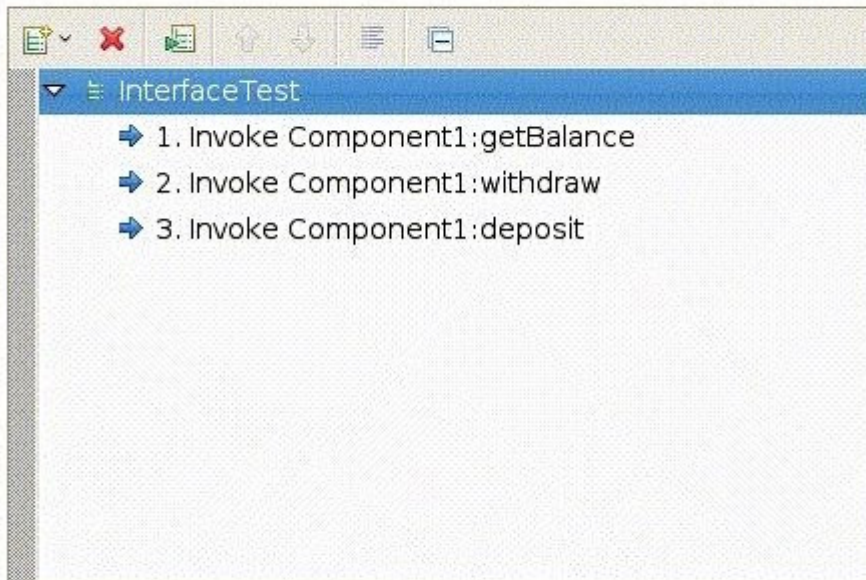 InterfaceTest
1. Invoke Component1:getBalance
2. Invoke Component1:withdraw
3. Invoke Component1:deposit